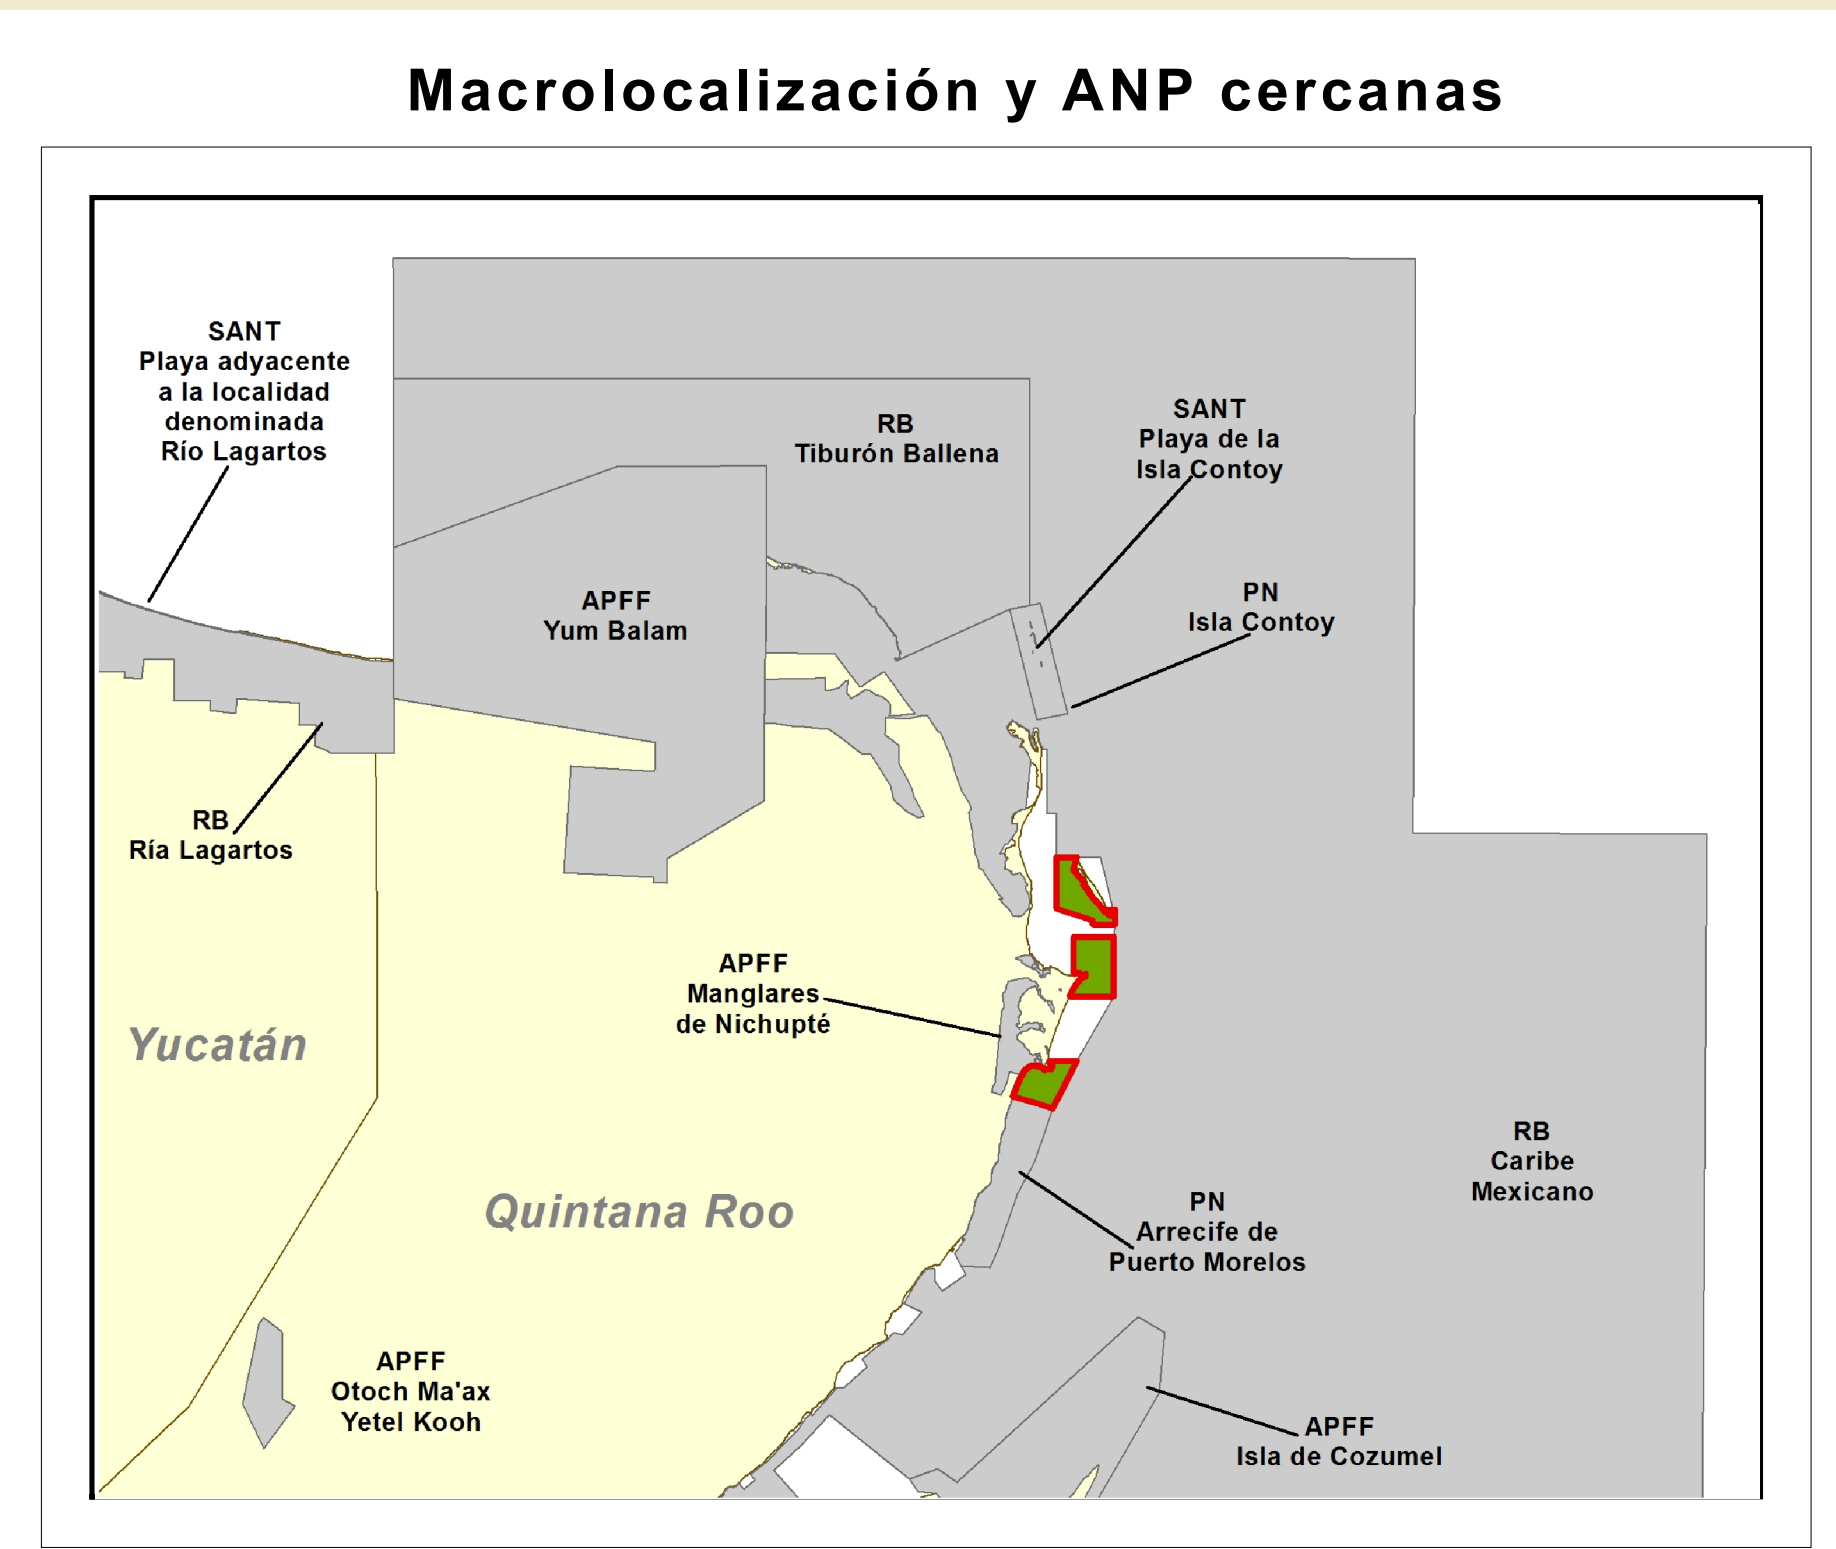 Macrolocalización y ANP cercanas
SANT
Playa adyacente
a la localidad
denominada
Río Lagartos
RB
Tiburón Ballena
SANT
Playa de la
Isla Contoy
APFF
Yum Balam
PN
Isla Contoy
RB
Ría Lagartos
APFF
Manglares
de Nichupté
Yucatán
Quintana Roo
RB
Caribe
Mexicano
PN
Arrecife de
Puerto Morelos
APFF
Otoch Ma'ax
Yetel Kooh
APFF
Isla de Cozumel